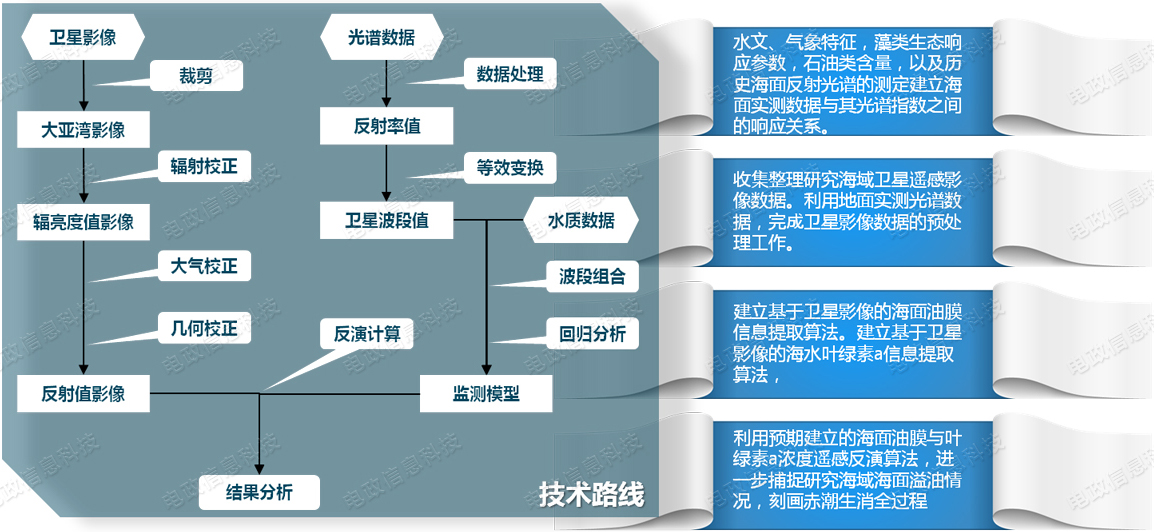 卫星影像
裁剪
大亚湾影像
辐射校正
辐亮度值影像
大气校正
几何校正
反射值影像
光谱数据
数据处理
反射率值
等效变换
卫星波段值
水质数据
波段组合
回归分析
反演计算
监测模型
结果分析
技术路线
水文、气象特征，藻类生态响
应参数，石油类含量，以及历
史海面反射光谱的测定建立海
面实测数据与其光谱指数之间
的响应关系。
收集整理研究海域卫星遥感影
像数据。利用地面实测光谱数
据，完成卫星影像数据的预处
理工作。
建立基于卫星影像的海面油膜
信息提取算法。建立基于卫星
影像的海水叶绿素a信息提取
算法，
利用预期建立的海面油膜与叶
绿素a浓度遥感反演算法，进
一步捕捉研究海域海面溢油情
况，刻画赤潮生消全过程
电政信息科技